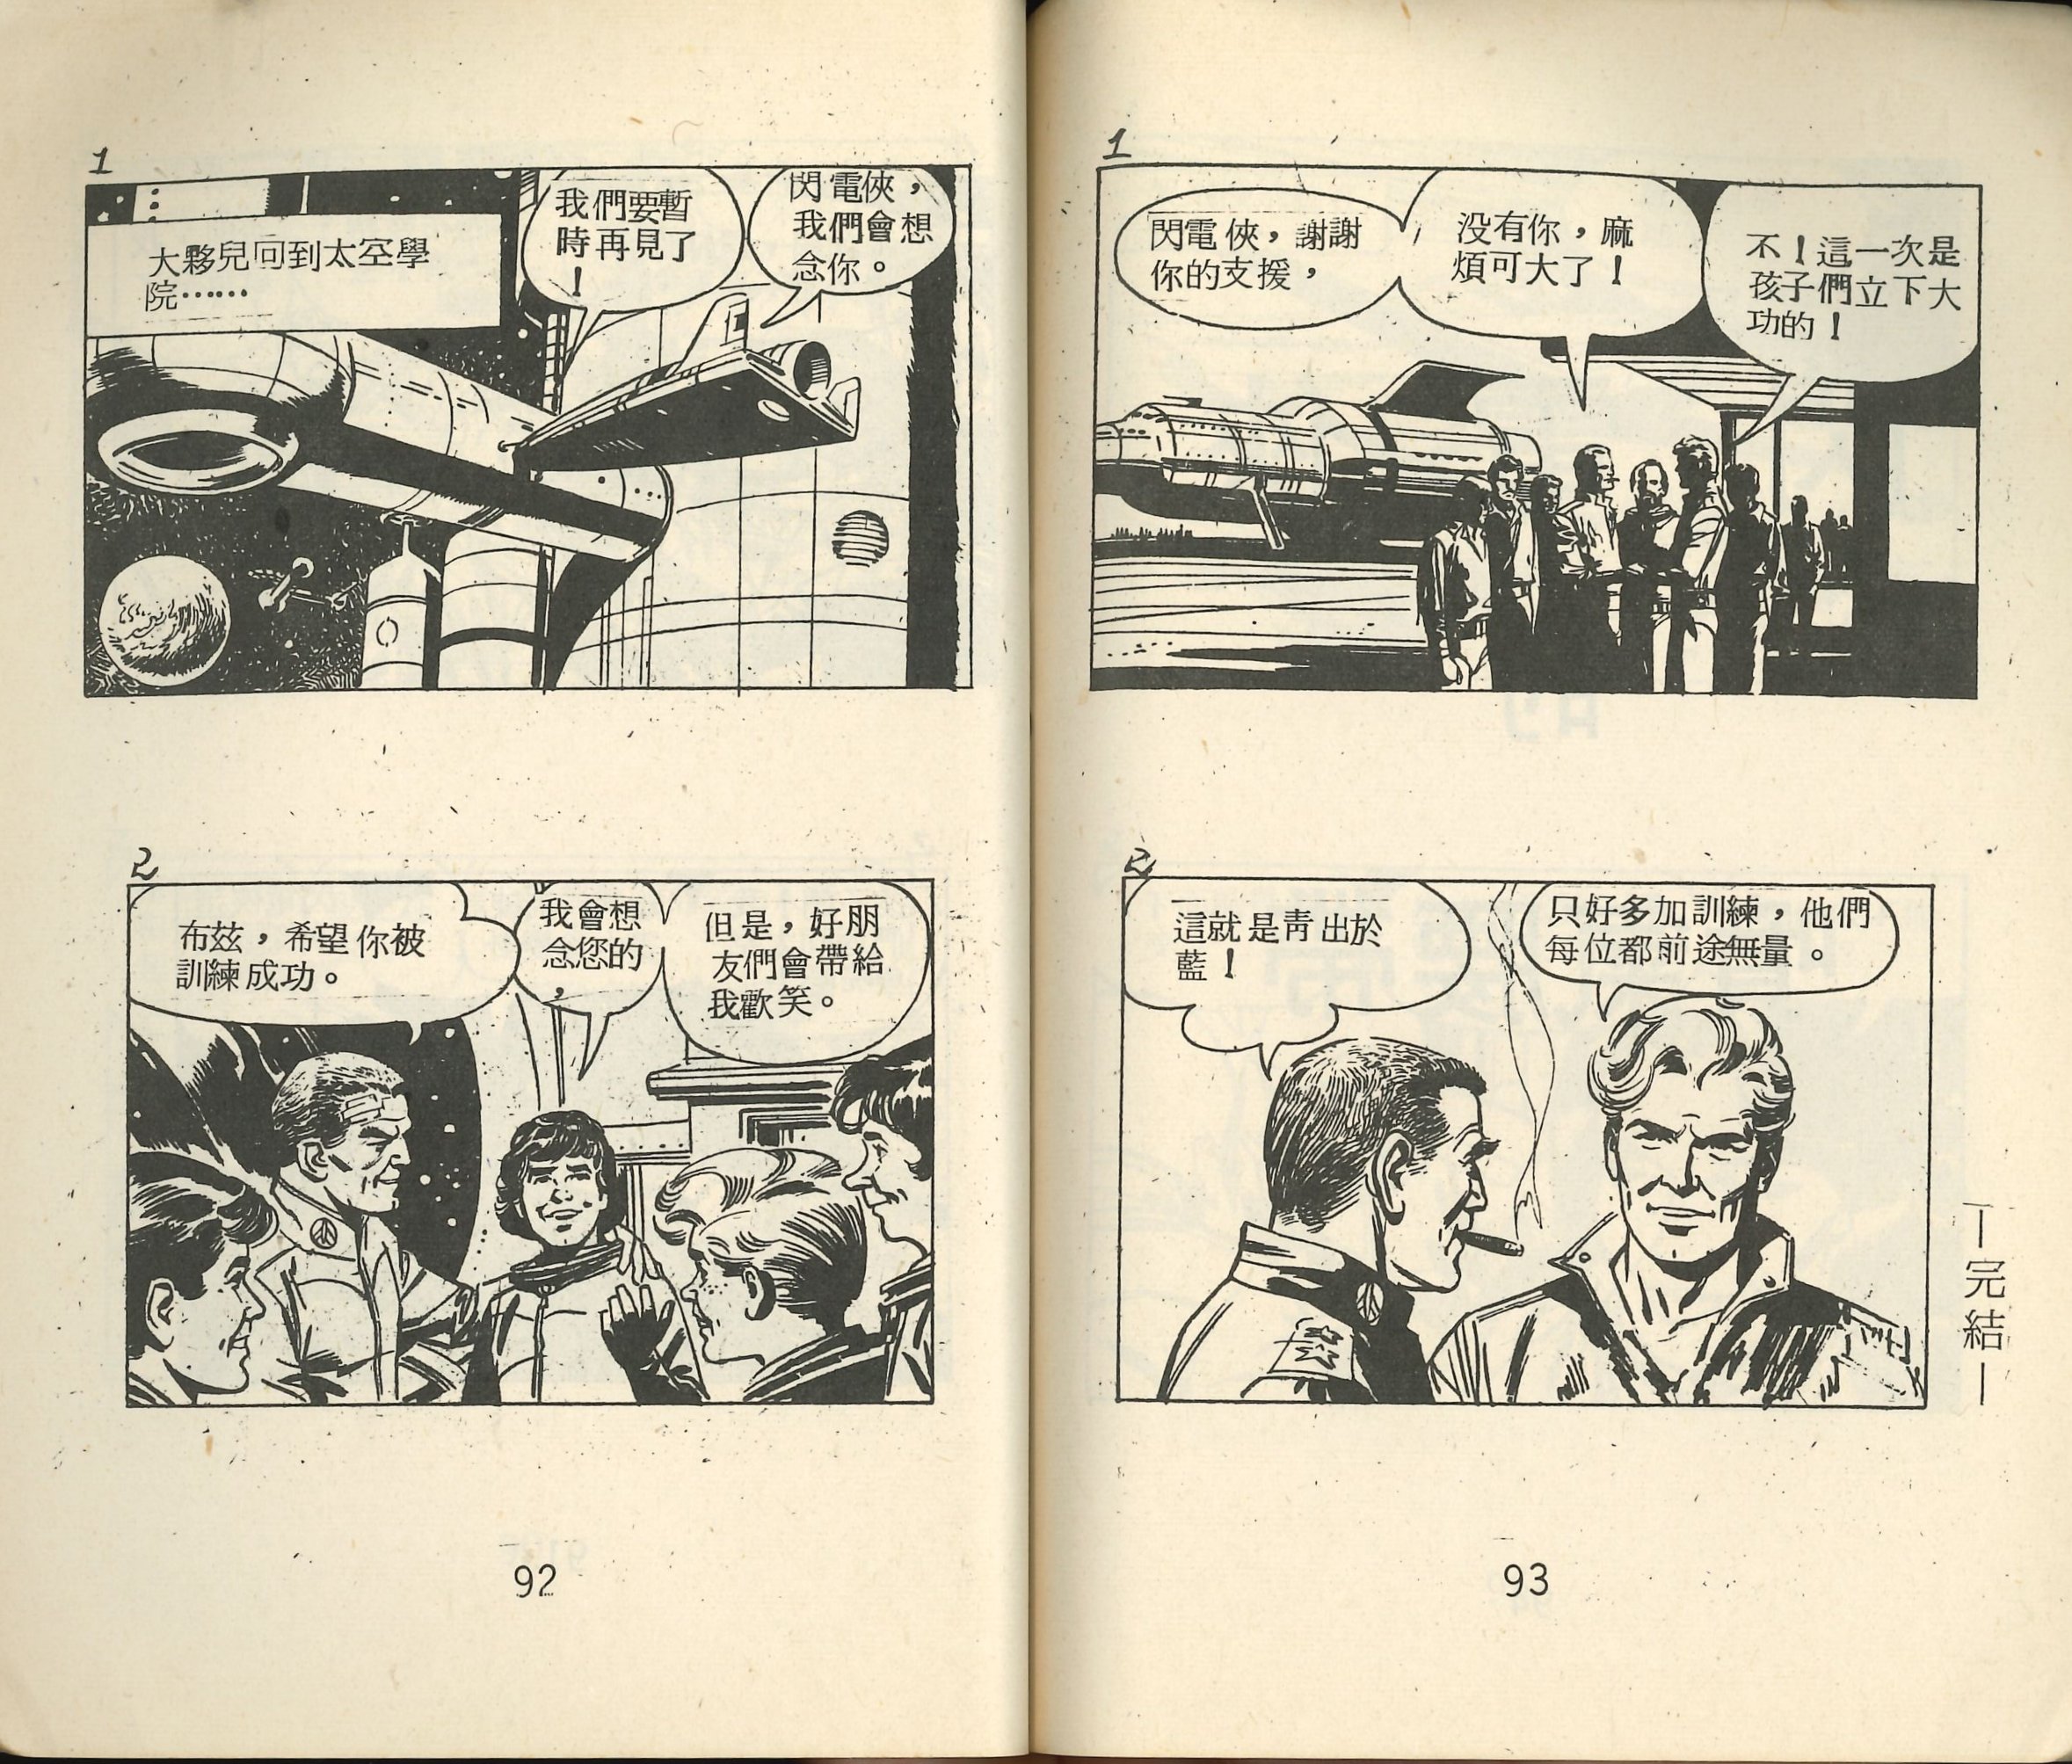 1
大夥兒回到太空學
院……
我們要暫
時再見了
！
閃電俠，
我們會想
念你。
2
布玆，希望你被
訓練成功。
我會想
念您的
，
但是，好朋
友們會帶給
我歡笑。
92
1
閃電俠，謝謝
你的支援，
没有你，麻
煩可大了！
不！這一次是
孩子們立下大
功的！
2
這就是靑出於
藍！
只好多加訓練，他們
每位都前途無量。
—完結—
93